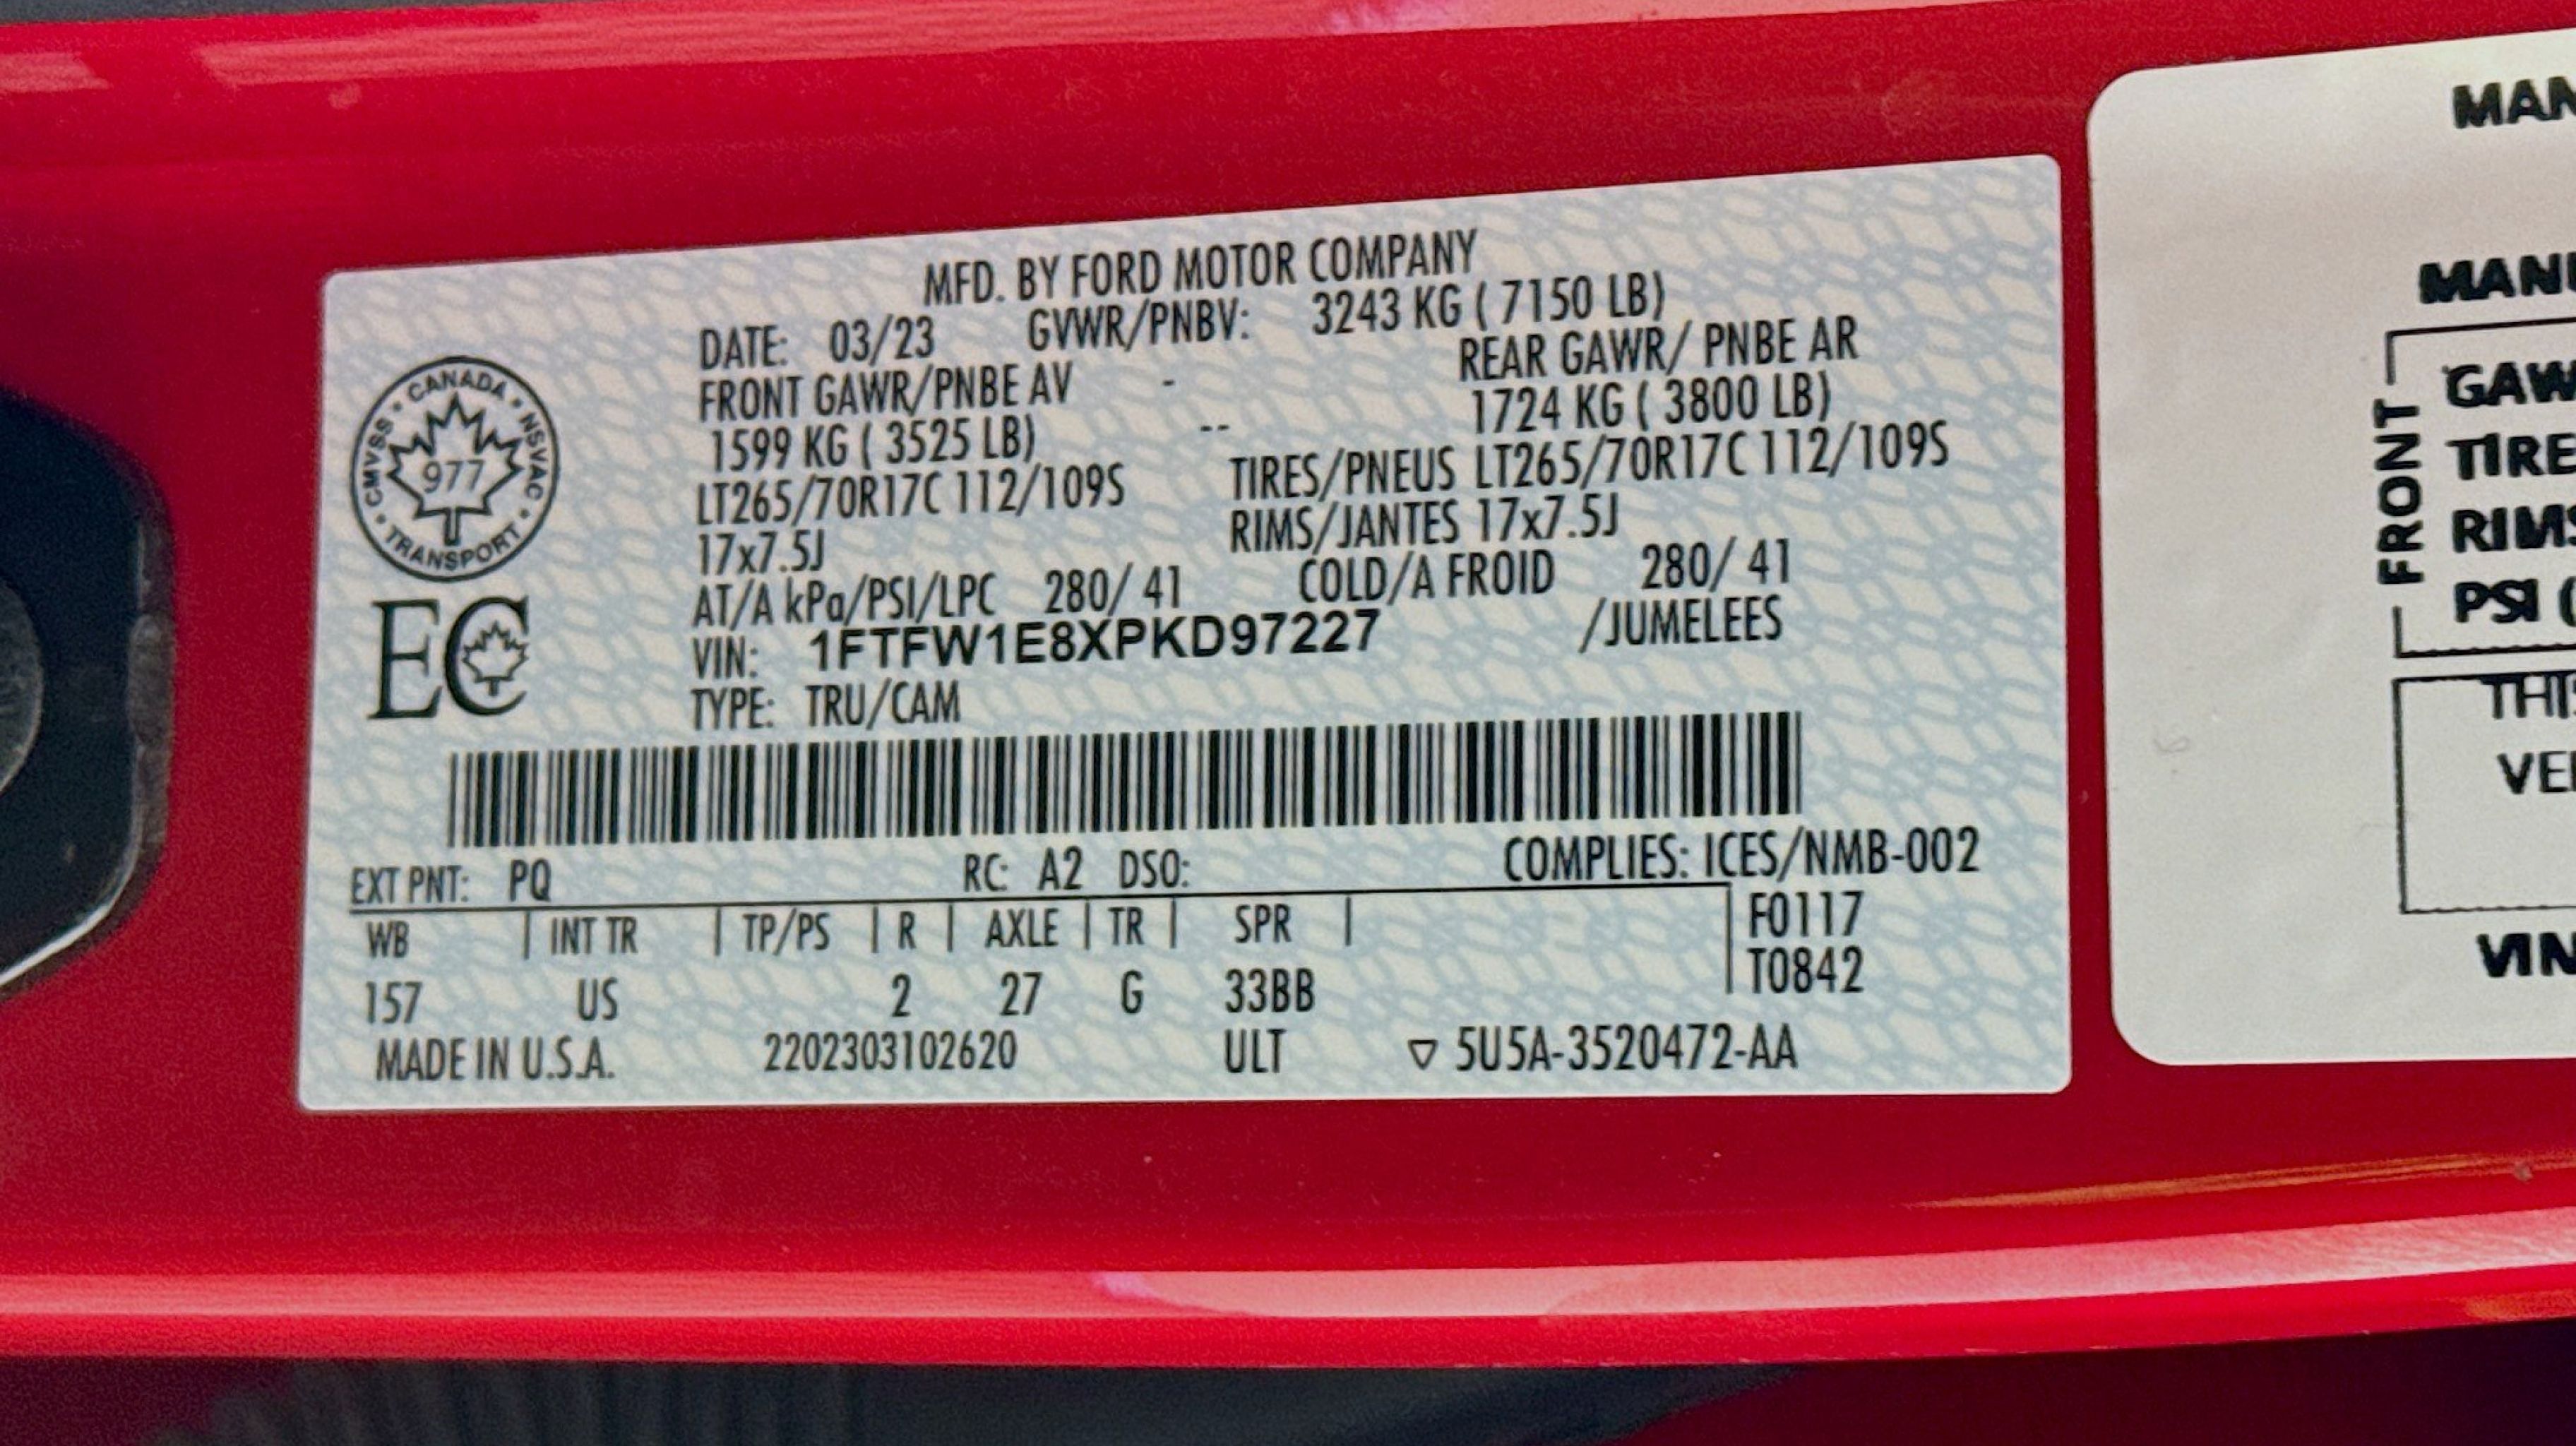 MFD. BY FORD MOTOR COMPANY
DATE: 03/23 GVWR/PNBV: 3243 KG ( 7150 LB)
FRONT GAWR/PNBE AV - REAR GAWR/ PNBE AR
1599 KG ( 3525 LB) -- 1724 KG ( 3800 LB)
LT265/70R17C 112/109S TIRES/PNEUS LT265/70R17C 112/109S
17x7.5J RIMS/JANTES 17x7.5J
AT/A kPa/PSI/LPC 280/ 41 COLD/A FROID 280/ 41
VIN: 1FTFW1E8XPKD97227 /JUMELEES
TYPE: TRU/CAM
CANADA • NSVAC • TRANSPORT • CMVSS •
977
EC
EXT PNT: PQ RC: A2 DSO: COMPLIES: ICES/NMB-002
WB | INT TR | TP/PS | R | AXLE | TR | SPR | F0117
T0842
157 US 2 27 G 33BB
MADE IN U.S.A. 2202303102620 ULT ▽ 5U5A-3520472-AA
MAN
MANU
FRONT
GAW
TIRE
RIMS
PSI (
THIS
VEI
VIN